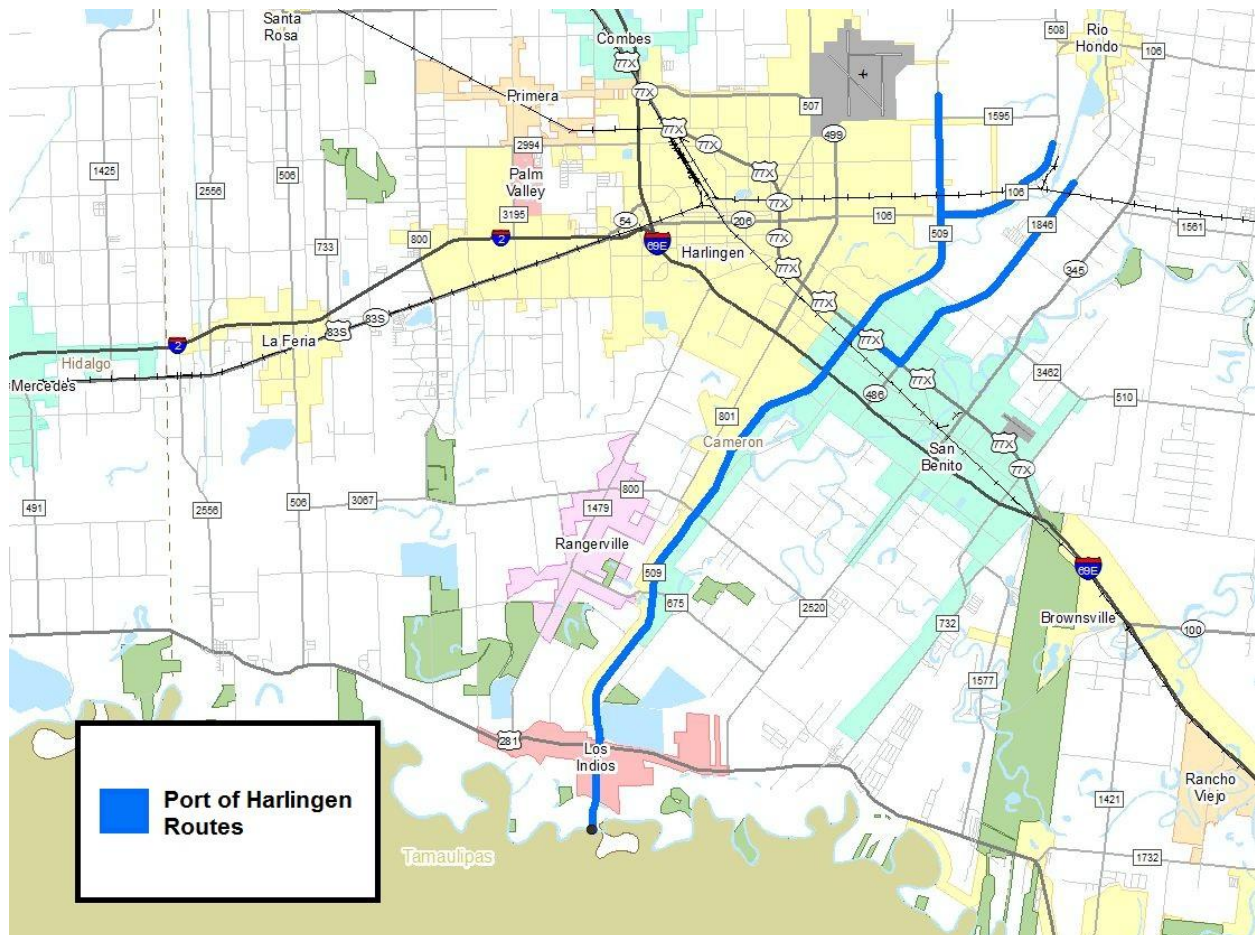 Santa
Rosa
Combes
77X
508
Rio
Hondo
106
77X
Primera
77X
507
1595
499
77X
77X
2994
1425
2556
506
Palm
Valley
77X
106
3195
54
206
106
1846
733
800
77X
509
1561
2
69E
Harlingen
77X
345
77X
83S
83S
2
La Feria
77X
Hidalgo
Mercedes
3462
77X
486
510
801
Cameron
San
Benito
77X
77X
491
2556
506
3067
800
1479
Rangerville
69E
509
675
2520
732
Brownsville
100
1577
281
Los
Indios
Rancho
Viejo
1421
Port of Harlingen
Routes
Tamaulipas
1732